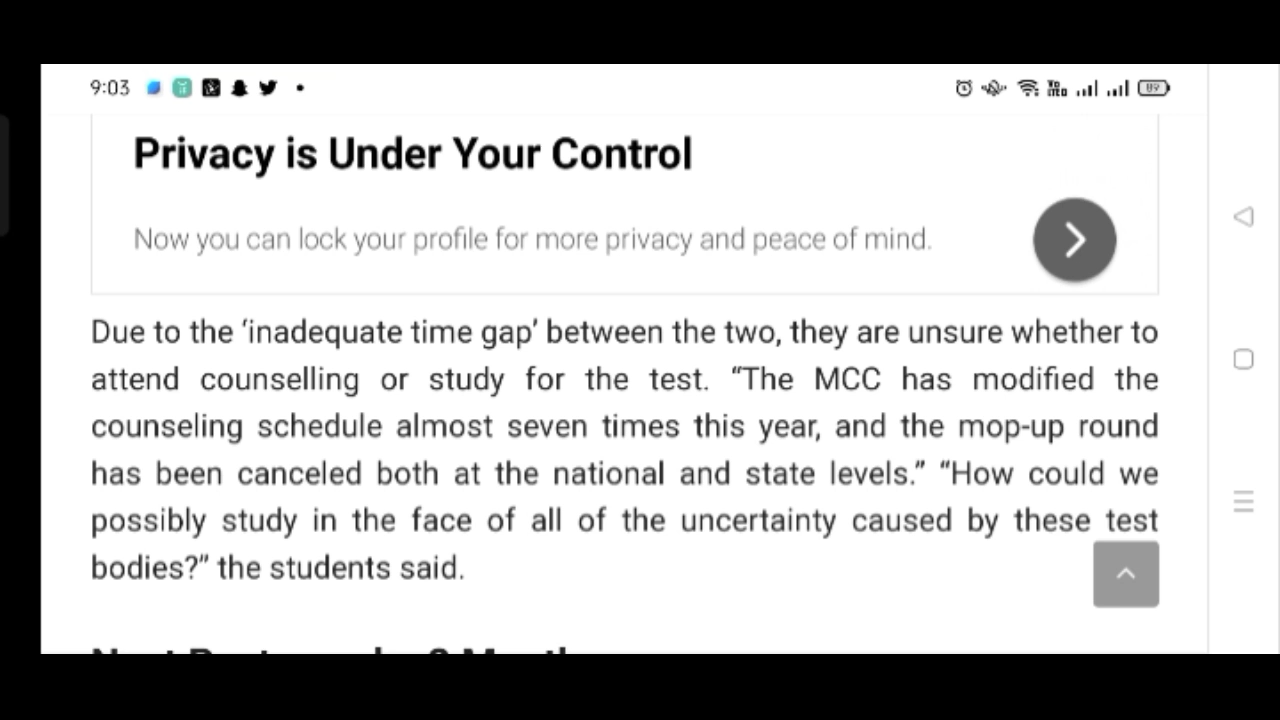 9:03
89
Privacy is Under Your Control
Now you can lock your profile for more privacy and peace of mind.
Due to the ‘inadequate time gap’ between the two, they are unsure whether to
attend counselling or study for the test. “The MCC has modified the
counseling schedule almost seven times this year, and the mop-up round
has been canceled both at the national and state levels.” “How could we
possibly study in the face of all of the uncertainty caused by these test
bodies?” the students said.